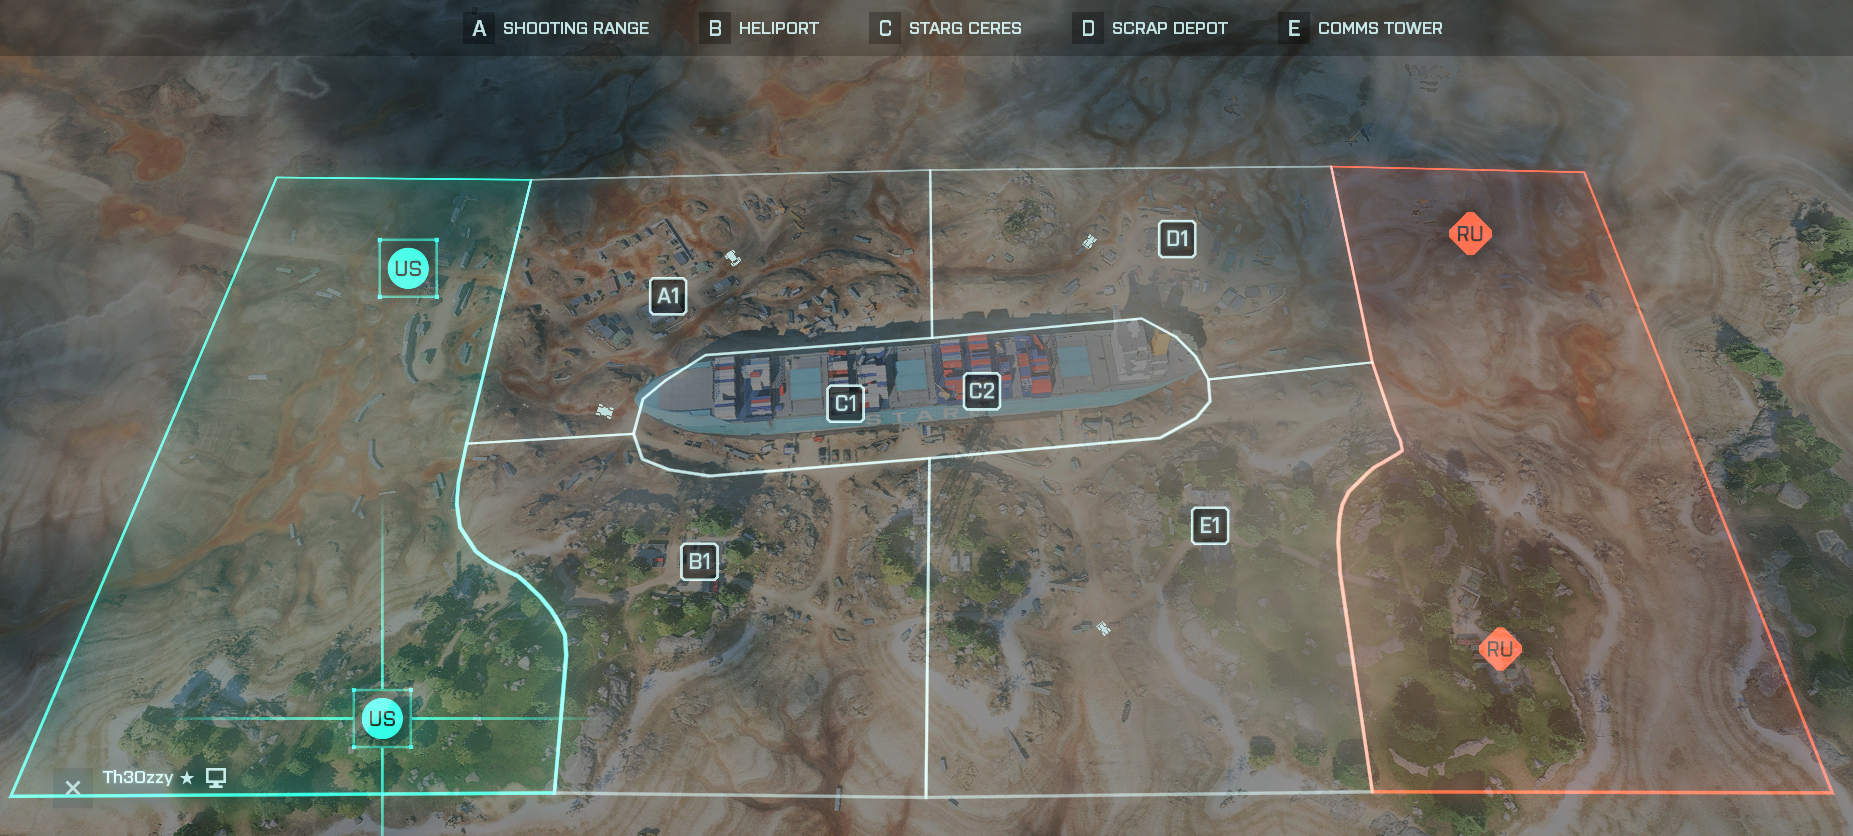 A SHOOTING RANGE B HELIPORT C STARG CERES D SCRAP DEPOT E COMMS TOWER
RU
D1
US
A1
C2
C1
STARG
E1
B1
RU
US
Th3Ozzy